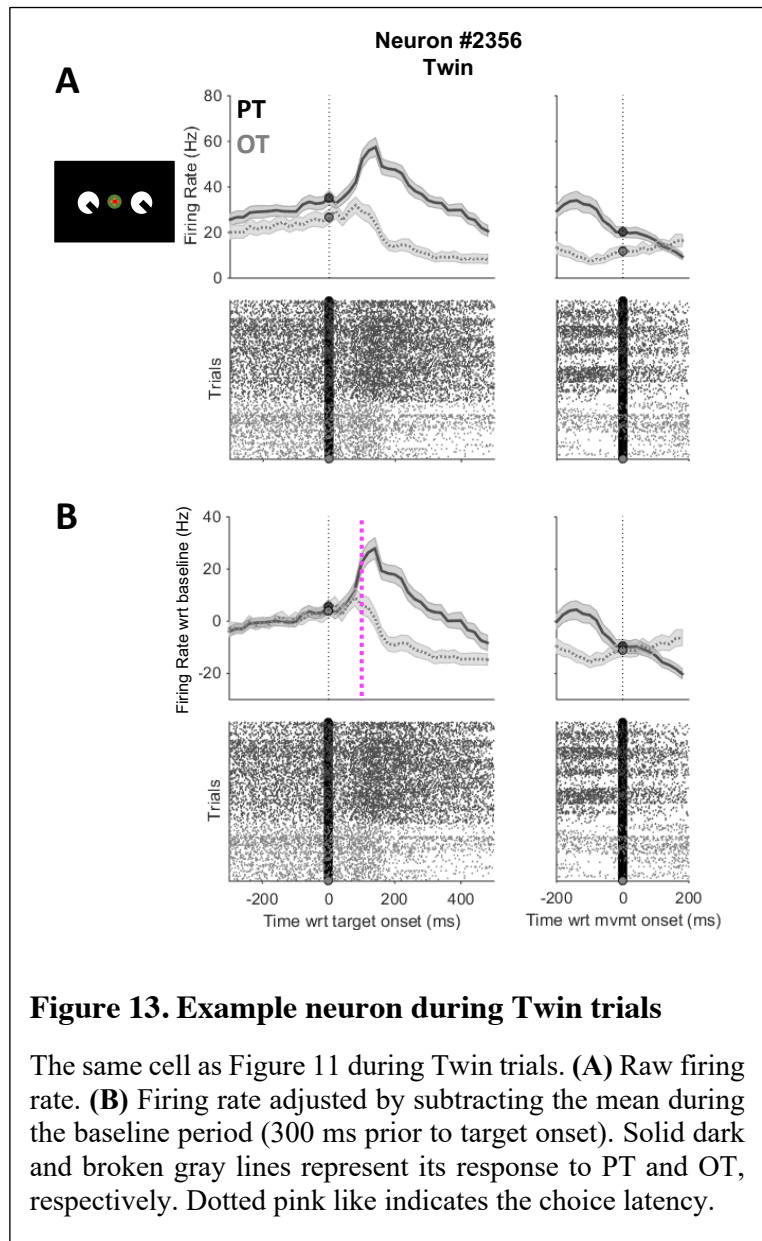 Neuron #2356
Twin
A
80
60
40
20
0
Firing Rate (Hz)
PT
OT
Trials
B
40
20
0
-20
Firing Rate wrt baseline (Hz)
Trials
-200 0 200 400
Time wrt target onset (ms)
-200 0 200
Time wrt mvmt onset (ms)
Figure 13. Example neuron during Twin trials
The same cell as Figure 11 during Twin trials. (A) Raw firing
rate. (B) Firing rate adjusted by subtracting the mean during
the baseline period (300 ms prior to target onset). Solid dark
and broken gray lines represent its response to PT and OT,
respectively. Dotted pink like indicates the choice latency.